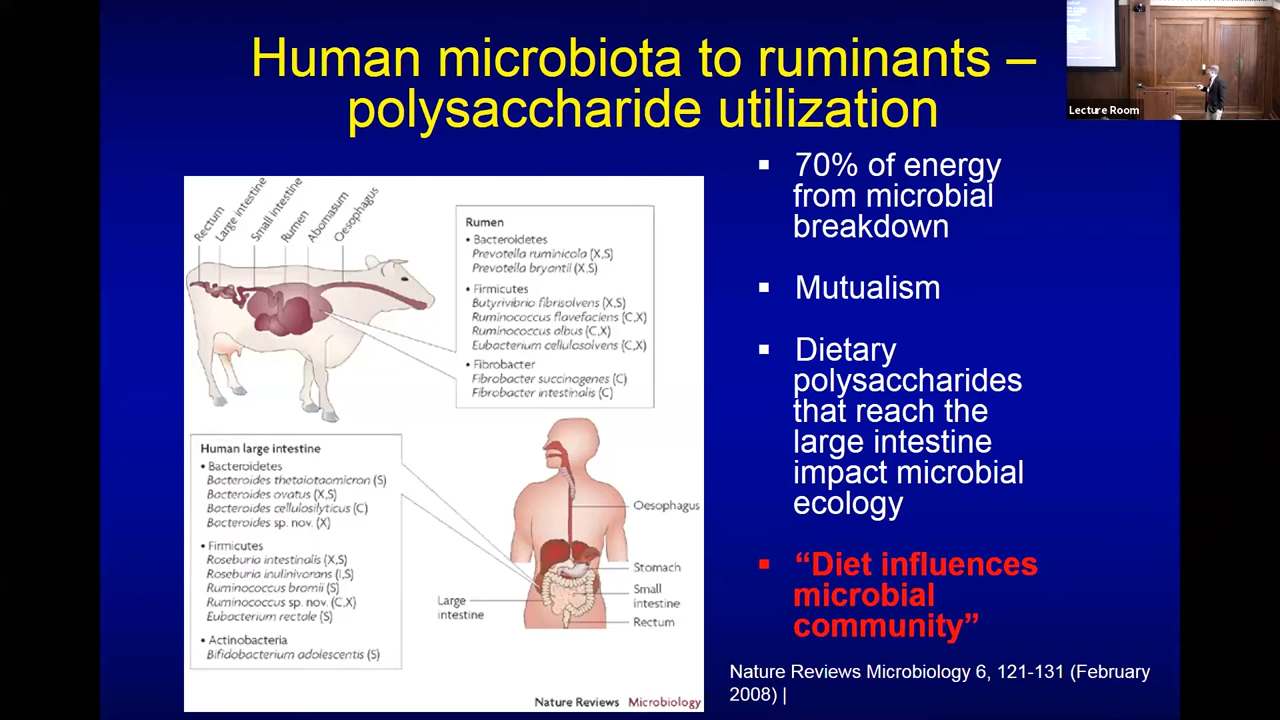 Human microbiota to ruminants –
polysaccharide utilization
Lecture Room
Rectum
Large intestine
Small intestine
Rumen
Abomasum
Oesophagus
Rumen
• Bacteroidetes
Prevotella ruminicola (X,S)
Prevotella bryantii (X,S)
• Firmicutes
Butyrivibrio fibrisolvens (X,S)
Ruminococcus flavefaciens (C,X)
Ruminococcus albus (C,X)
Eubacterium cellulosolvens (C,X)
• Fibrobacter
Fibrobacter succinogenes (C)
Fibrobacter intestinalis (C)
Human large intestine
• Bacteroidetes
Bacteroides thetaiotaomicron (S)
Bacteroides ovatus (X,S)
Bacteroides cellulosilyticus (C)
Bacteroides sp. nov. (X)
• Firmicutes
Roseburia intestinalis (X,S)
Roseburia inulinivorans (I,S)
Ruminococcus bromii (S)
Ruminococcus sp. nov. (C,X)
Eubacterium rectale (S)
• Actinobacteria
Bifidobacterium adolescentis (S)
Oesophagus
Stomach
Small
intestine
Rectum
Large
intestine
Nature Reviews Microbiology
▪ 70% of energy
from microbial
breakdown
▪ Mutualism
▪ Dietary
polysaccharides
that reach the
large intestine
impact microbial
ecology
▪ “Diet influences
microbial
community”
Nature Reviews Microbiology 6, 121-131 (February
2008) |